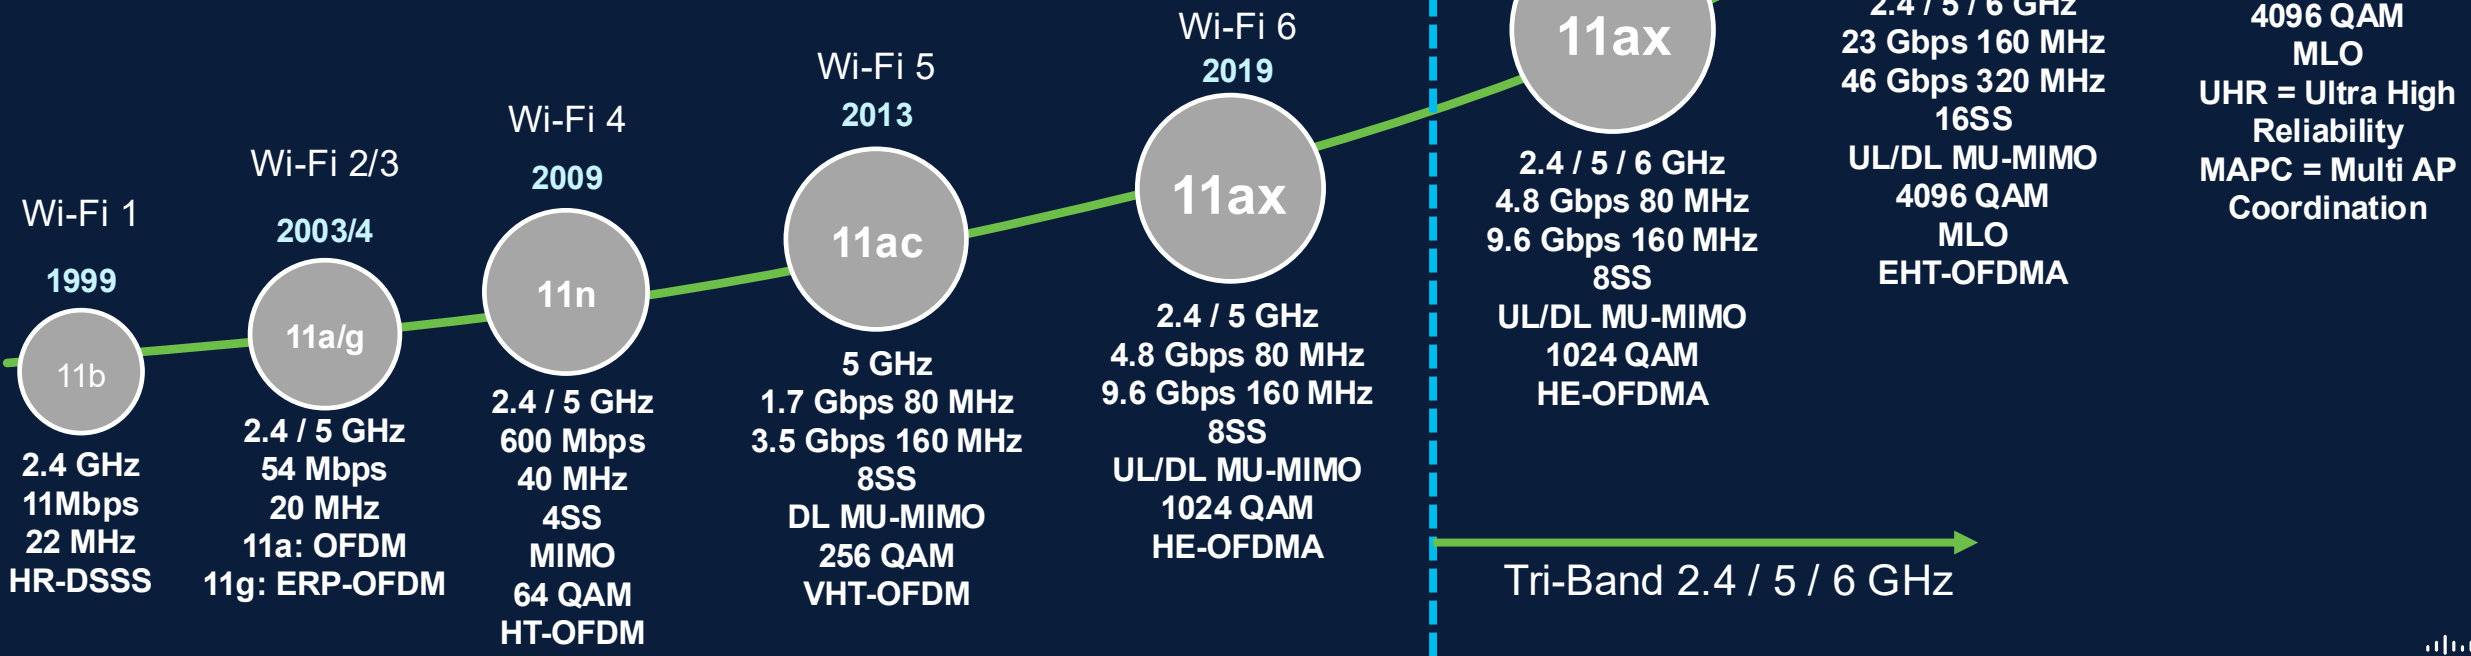 Wi-Fi 1
1999
11b
2.4 GHz
11Mbps
22 MHz
HR-DSSS
Wi-Fi 2/3
2003/4
11a/g
2.4 / 5 GHz
54 Mbps
20 MHz
11a: OFDM
11g: ERP-OFDM
Wi-Fi 4
2009
11n
2.4 / 5 GHz
600 Mbps
40 MHz
4SS
MIMO
64 QAM
HT-OFDM
Wi-Fi 5
2013
11ac
5 GHz
1.7 Gbps 80 MHz
3.5 Gbps 160 MHz
8SS
DL MU-MIMO
256 QAM
VHT-OFDM
Wi-Fi 6
2019
11ax
2.4 / 5 GHz
4.8 Gbps 80 MHz
9.6 Gbps 160 MHz
8SS
UL/DL MU-MIMO
1024 QAM
HE-OFDMA
11ax
2.4 / 5 / 6 GHz
4.8 Gbps 80 MHz
9.6 Gbps 160 MHz
8SS
UL/DL MU-MIMO
1024 QAM
HE-OFDMA
2.4 / 5 / 6 GHz
23 Gbps 160 MHz
46 Gbps 320 MHz
16SS
UL/DL MU-MIMO
4096 QAM
MLO
EHT-OFDMA
4096 QAM
MLO
UHR = Ultra High
Reliability
MAPC = Multi AP
Coordination
Tri-Band 2.4 / 5 / 6 GHz